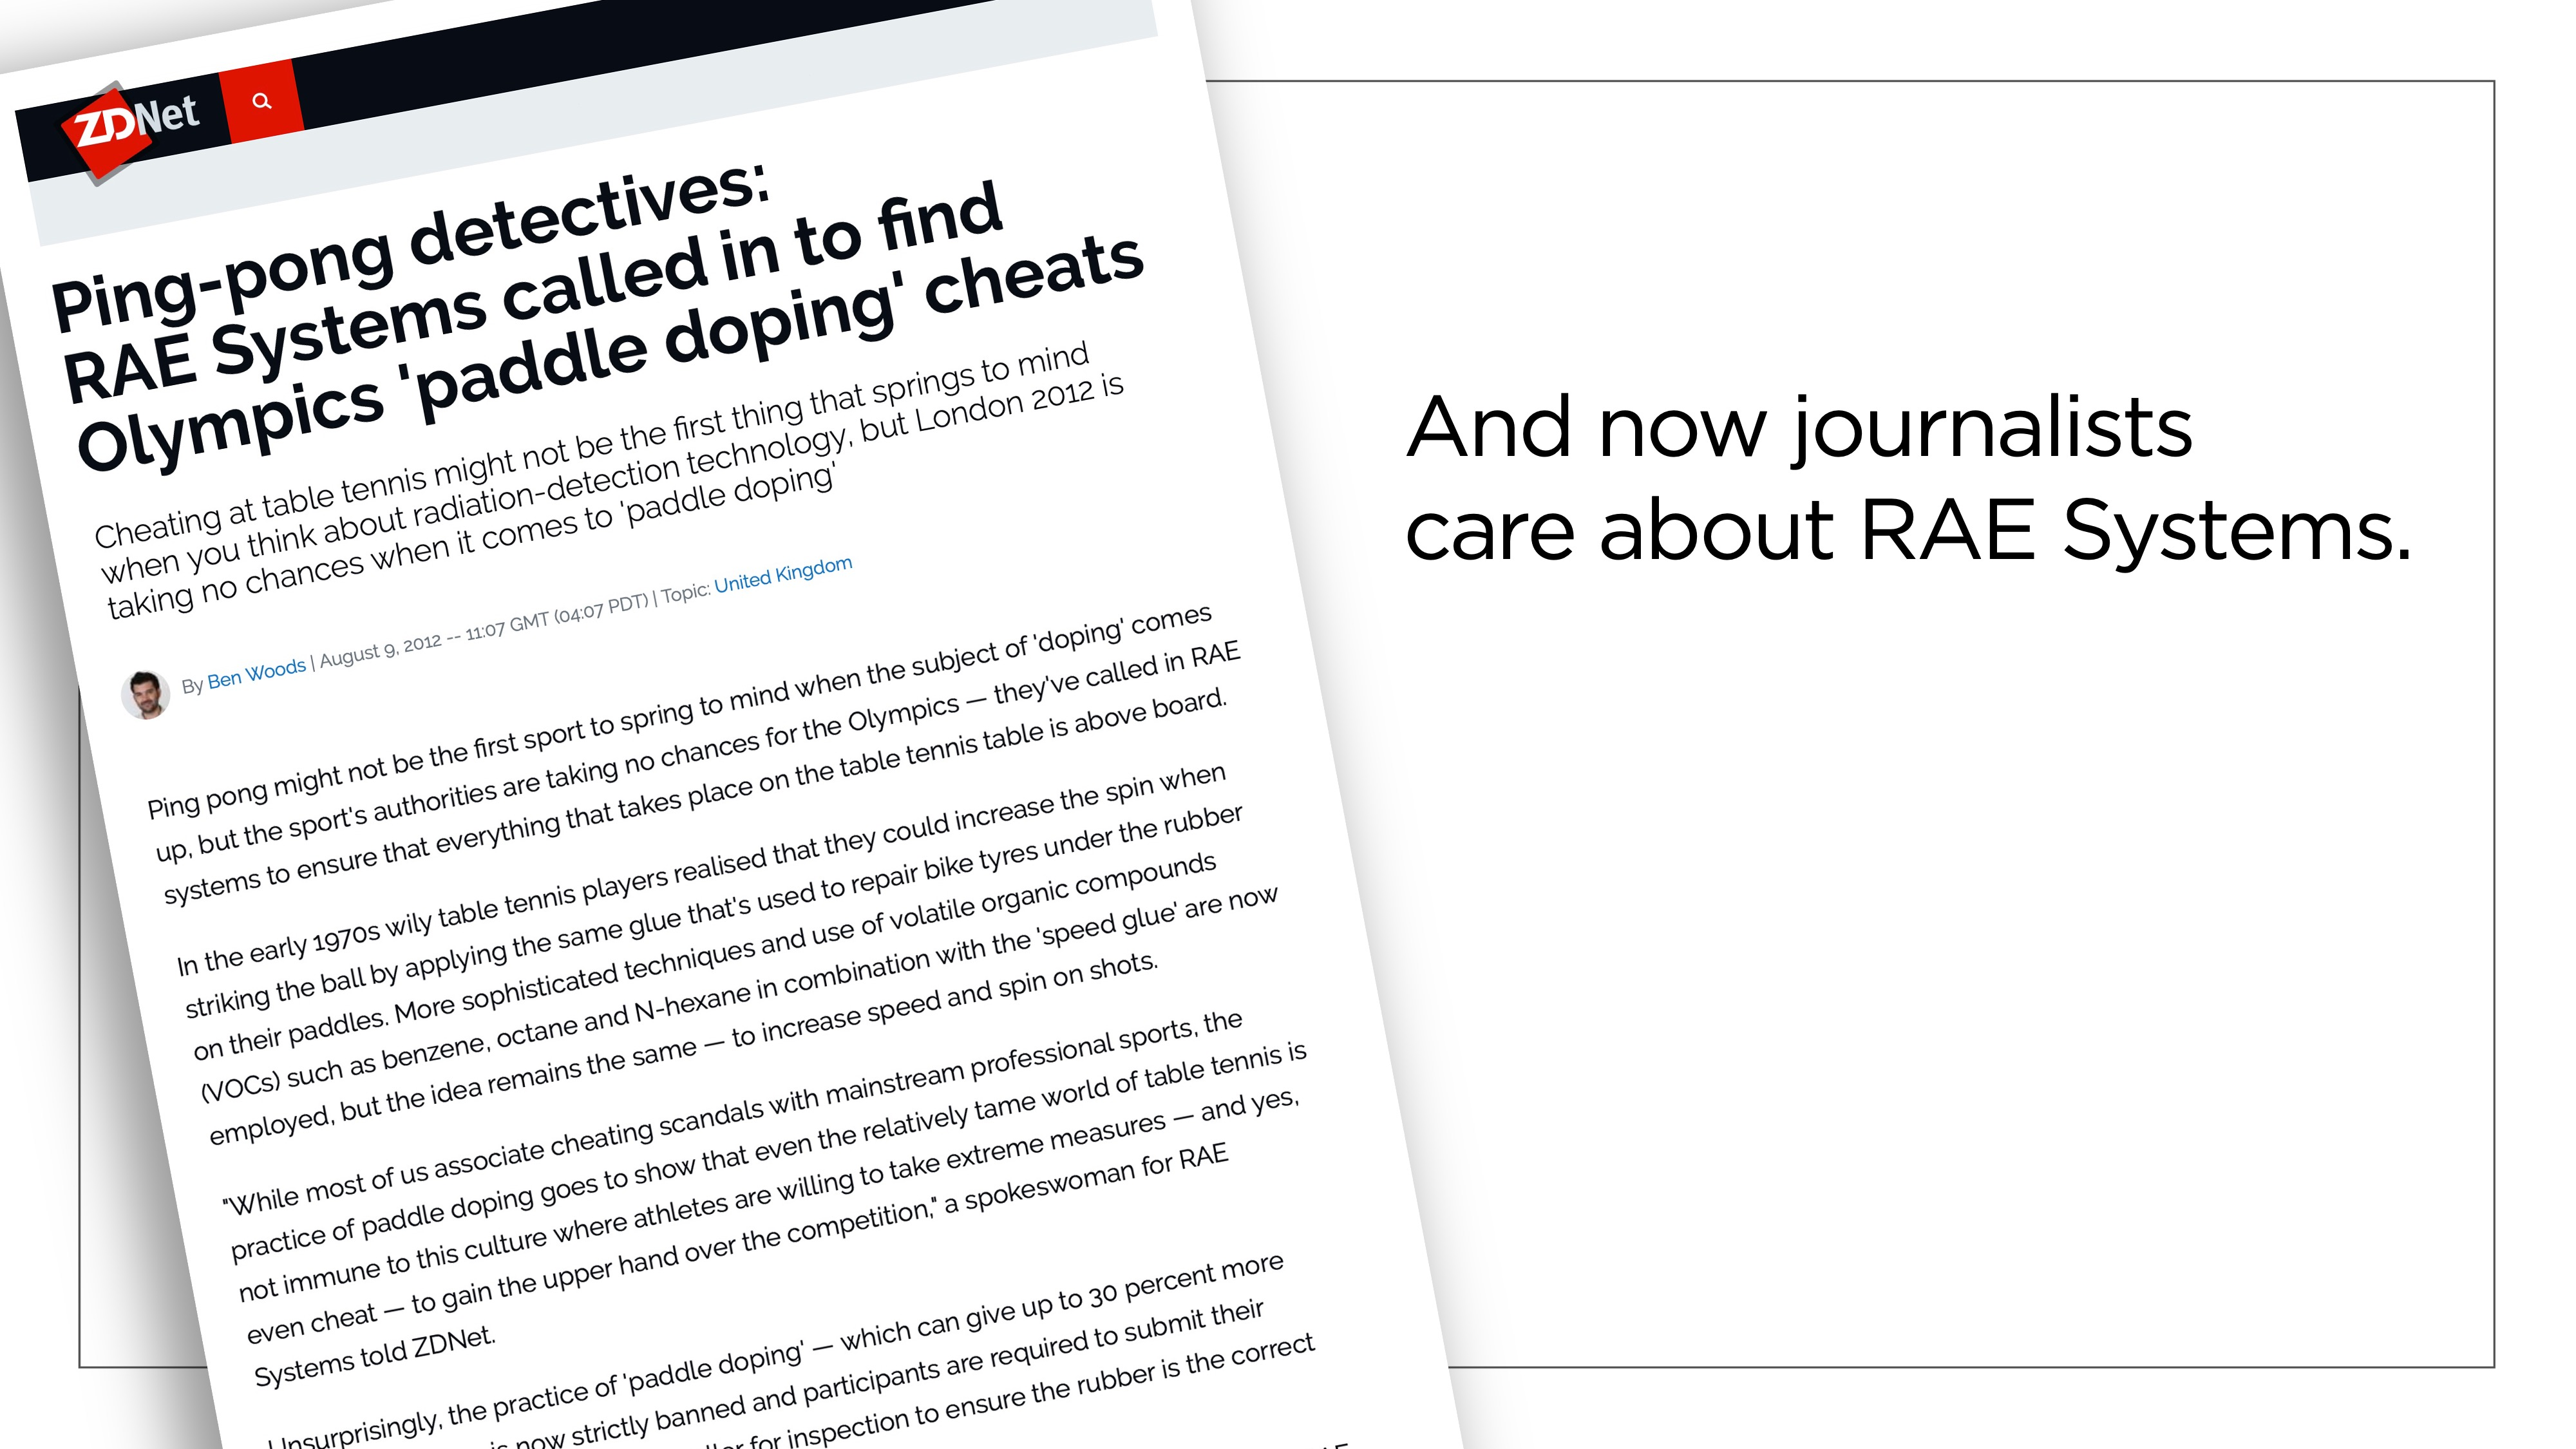 ZDNet
Ping-pong detectives:
RAE Systems called in to find
Olympics 'paddle doping' cheats
Cheating at table tennis might not be the first thing that springs to mind
when you think about radiation-detection technology, but London 2012 is
taking no chances when it comes to 'paddle doping'
By Ben Woods | August 9, 2012 -- 11:07 GMT (04:07 PDT) | Topic: United Kingdom
Ping pong might not be the first sport to spring to mind when the subject of 'doping' comes
up, but the sport's authorities are taking no chances for the Olympics — they've called in RAE
systems to ensure that everything that takes place on the table tennis table is above board.
In the early 1970s wily table tennis players realised that they could increase the spin when
striking the ball by applying the same glue that's used to repair bike tyres under the rubber
on their paddles. More sophisticated techniques and use of volatile organic compounds
(VOCs) such as benzene, octane and N-hexane in combination with the 'speed glue' are now
employed, but the idea remains the same — to increase speed and spin on shots.
"While most of us associate cheating scandals with mainstream professional sports, the
practice of paddle doping goes to show that even the relatively tame world of table tennis is
not immune to this culture where athletes are willing to take extreme measures — and yes,
even cheat — to gain the upper hand over the competition," a spokeswoman for RAE
Systems told ZDNet.
Unsurprisingly, the practice of 'paddle doping' — which can give up to 30 percent more
is now strictly banned and participants are required to submit their
for inspection to ensure the rubber is the correct
And now journalists
care about RAE Systems.